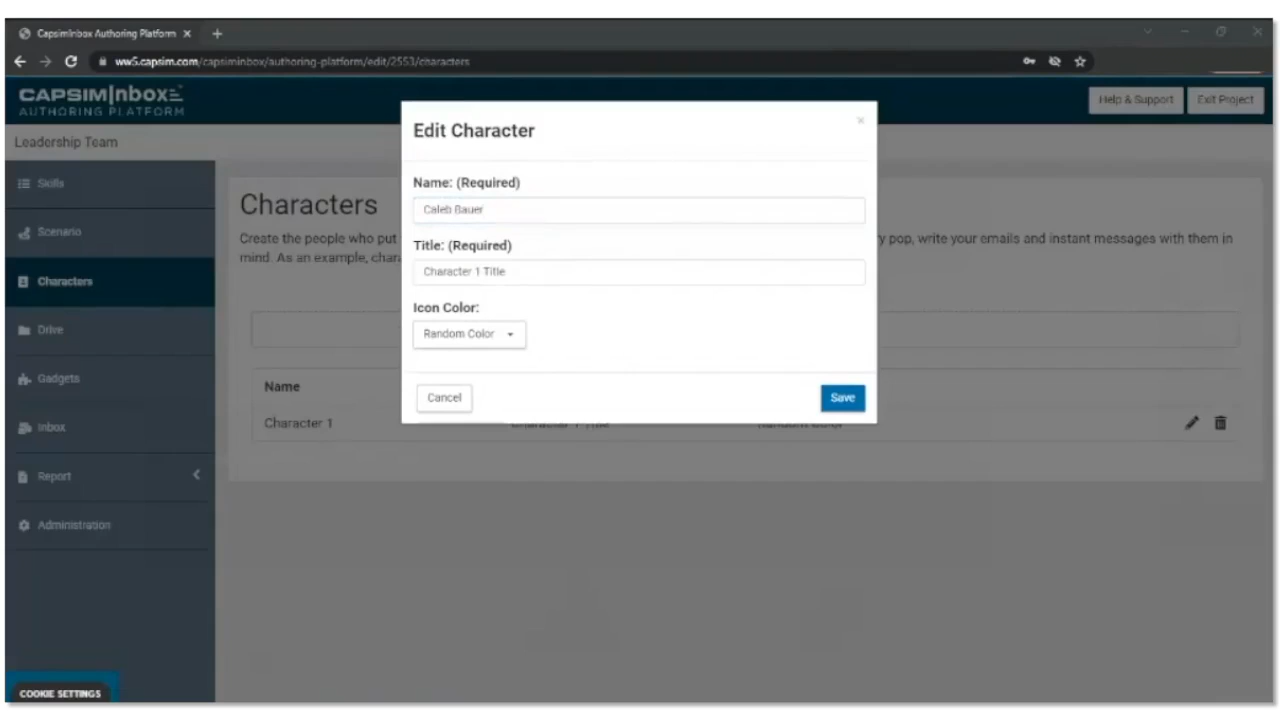 CapsimInbox Authoring Platform
ww5.capsim.com/capsiminbox/authoring-platform/edit/2553/characters
CAPSIM|nbox
AUTHORING PLATFORM
Help & Support
Exit Project
Leadership Team
Skills
Scenario
Characters
Drive
Gadgets
Inbox
Report
Administration
COOKIE SETTINGS
Characters
Create the people who put
y pop, write your emails and instant messages with them in
mind. As an example, char
Name
Character 1
Edit Character
Name: (Required)
Caleb Bauer
Title: (Required)
Character 1 Title
Icon Color:
Random Color
Cancel
Save